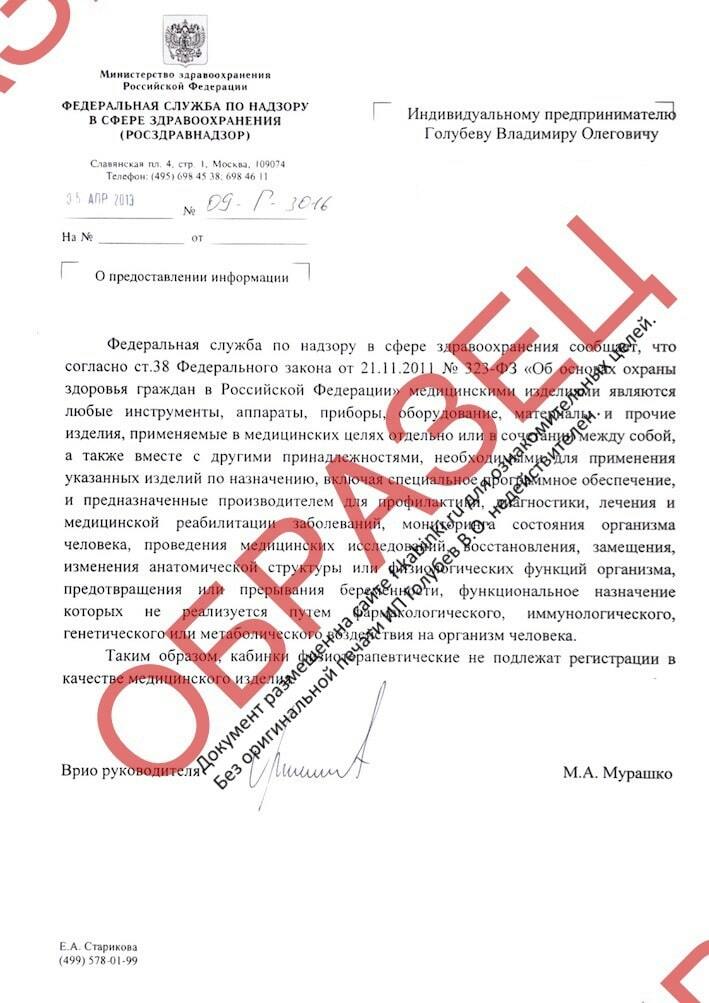 Министерство здравоохранения
Российской Федерации
ФЕДЕРАЛЬНАЯ СЛУЖБА ПО НАДЗОРУ
В СФЕРЕ ЗДРАВООХРАНЕНИЯ
(РОСЗДРАВНАДЗОР)
Славянская пл. 4, стр. 1, Москва, 109074
Телефон: (495) 698 45 38; 698 46 11
05 АПР 2013 № 09-Г-3016
На № от
О предоставлении информации
Индивидуальному предпринимателю
Голубеву Владимиру Олеговичу
Федеральная служба по надзору в сфере здравоохранения сообщает, что
согласно ст.38 Федерального закона от 21.11.2011 № 323-ФЗ «Об основах охраны
здоровья граждан в Российской Федерации» медицинскими изделиями являются
любые инструменты, аппараты, приборы, оборудование, материалы и прочие
изделия, применяемые в медицинских целях отдельно или в сочетании между собой,
а также вместе с другими принадлежностями, необходимыми для применения
указанных изделий по назначению, включая специальное программное обеспечение,
и предназначенные производителем для профилактики, диагностики, лечения и
медицинской реабилитации заболеваний, мониторинга состояния организма
человека, проведения медицинских исследований, восстановления, замещения,
изменения анатомической структуры или физиологических функций организма,
предотвращения или прерывания беременности, функциональное назначение
которых не реализуется путем фармакологического, иммунологического,
генетического или метаболического воздействия на организм человека.
Таким образом, кабинки физиотерапевтические не подлежат регистрации в
качестве медицинского изделия.
Врио руководителя М.А. Мурашко
Е.А. Старикова
(499) 578-01-99
ОБРАЗЕЦ
Документ размещен на сайте f-kabinki.ru для ознакомительных целей.
Без оригинальной печати ИП Голубев В.О. недействителен.